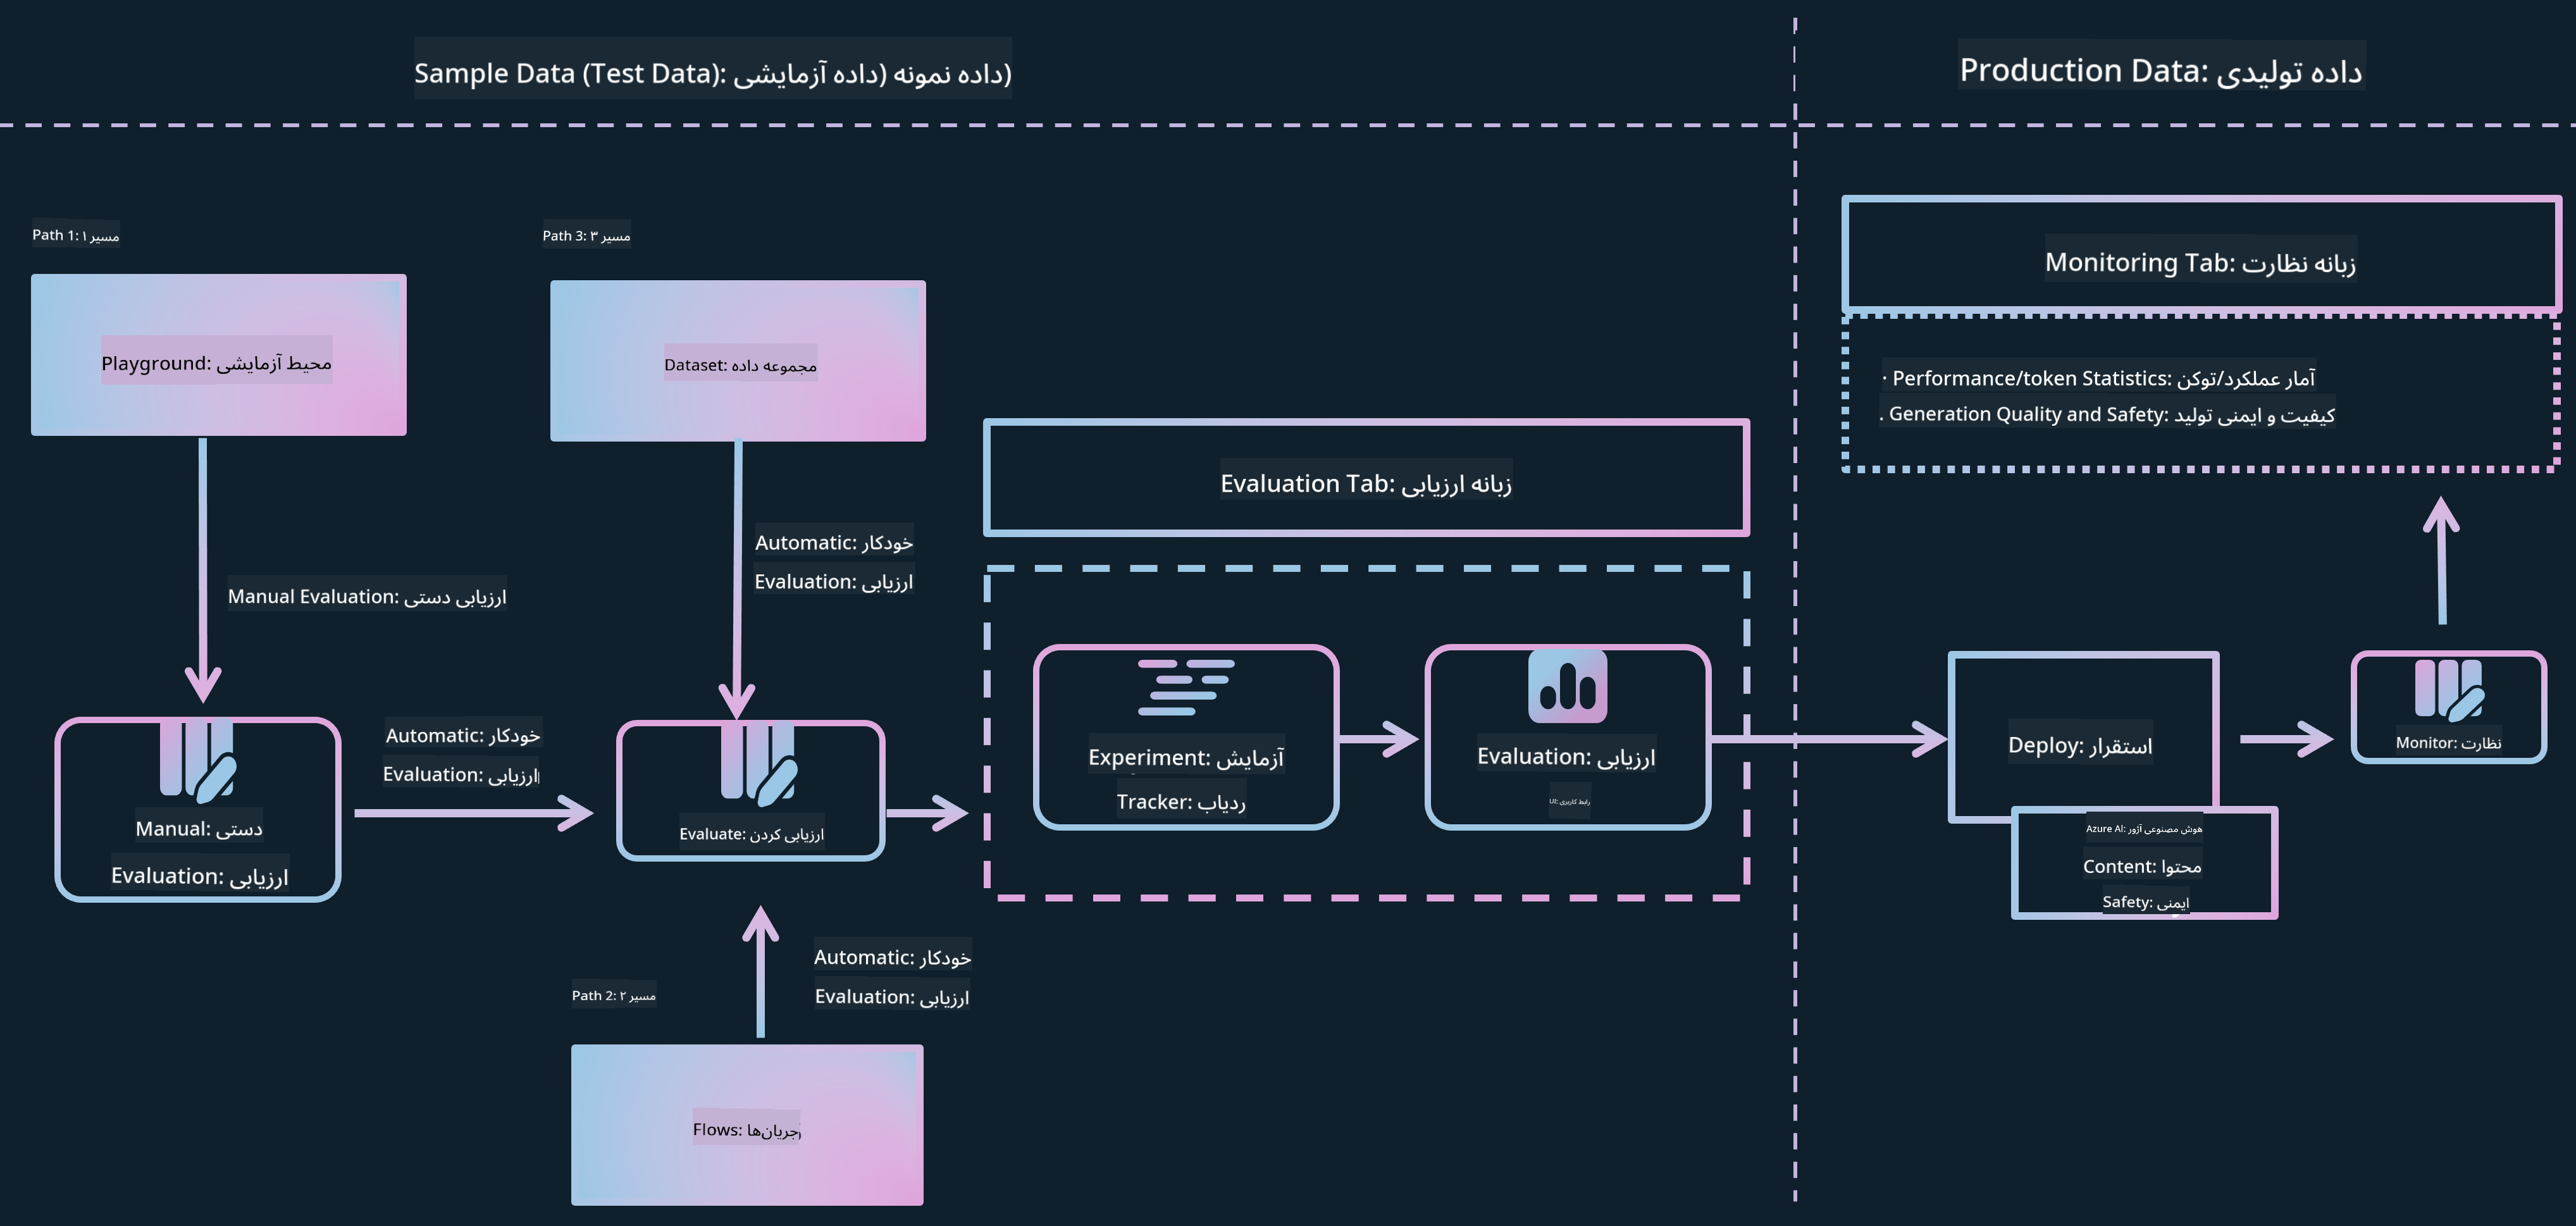 Sample Data (Test Data): داده نمونه (داده آزمایشی)
Production Data: داده تولیدی
Path 1: مسیر ۱
Path 3: مسیر ۳
Playground: محیط آزمایشی
Dataset: مجموعه داده
Monitoring Tab: زبانه نظارت
· Performance/token Statistics: آمار عملکرد/توکن
. Generation Quality and Safety: کیفیت و ایمنی تولید
Evaluation Tab: زبانه ارزیابی
Manual Evaluation: ارزیابی دستی
Automatic: خودکار
Evaluation: ارزیابی
Manual: دستی
Evaluation: ارزیابی
Automatic: خودکار
Evaluation: ارزیابی
Evaluate: ارزیابی کردن
Experiment: آزمایش
Tracker: ردیاب
Evaluation: ارزیابی
UI: رابط کاربری
Deploy: استقرار
Azure AI: هوش مصنوعی آژور
Content: محتوا
Safety: ایمنی
Monitor: نظارت
Automatic: خودکار
Evaluation: ارزیابی
Path 2: مسیر ۲
Flows: جریان‌ها